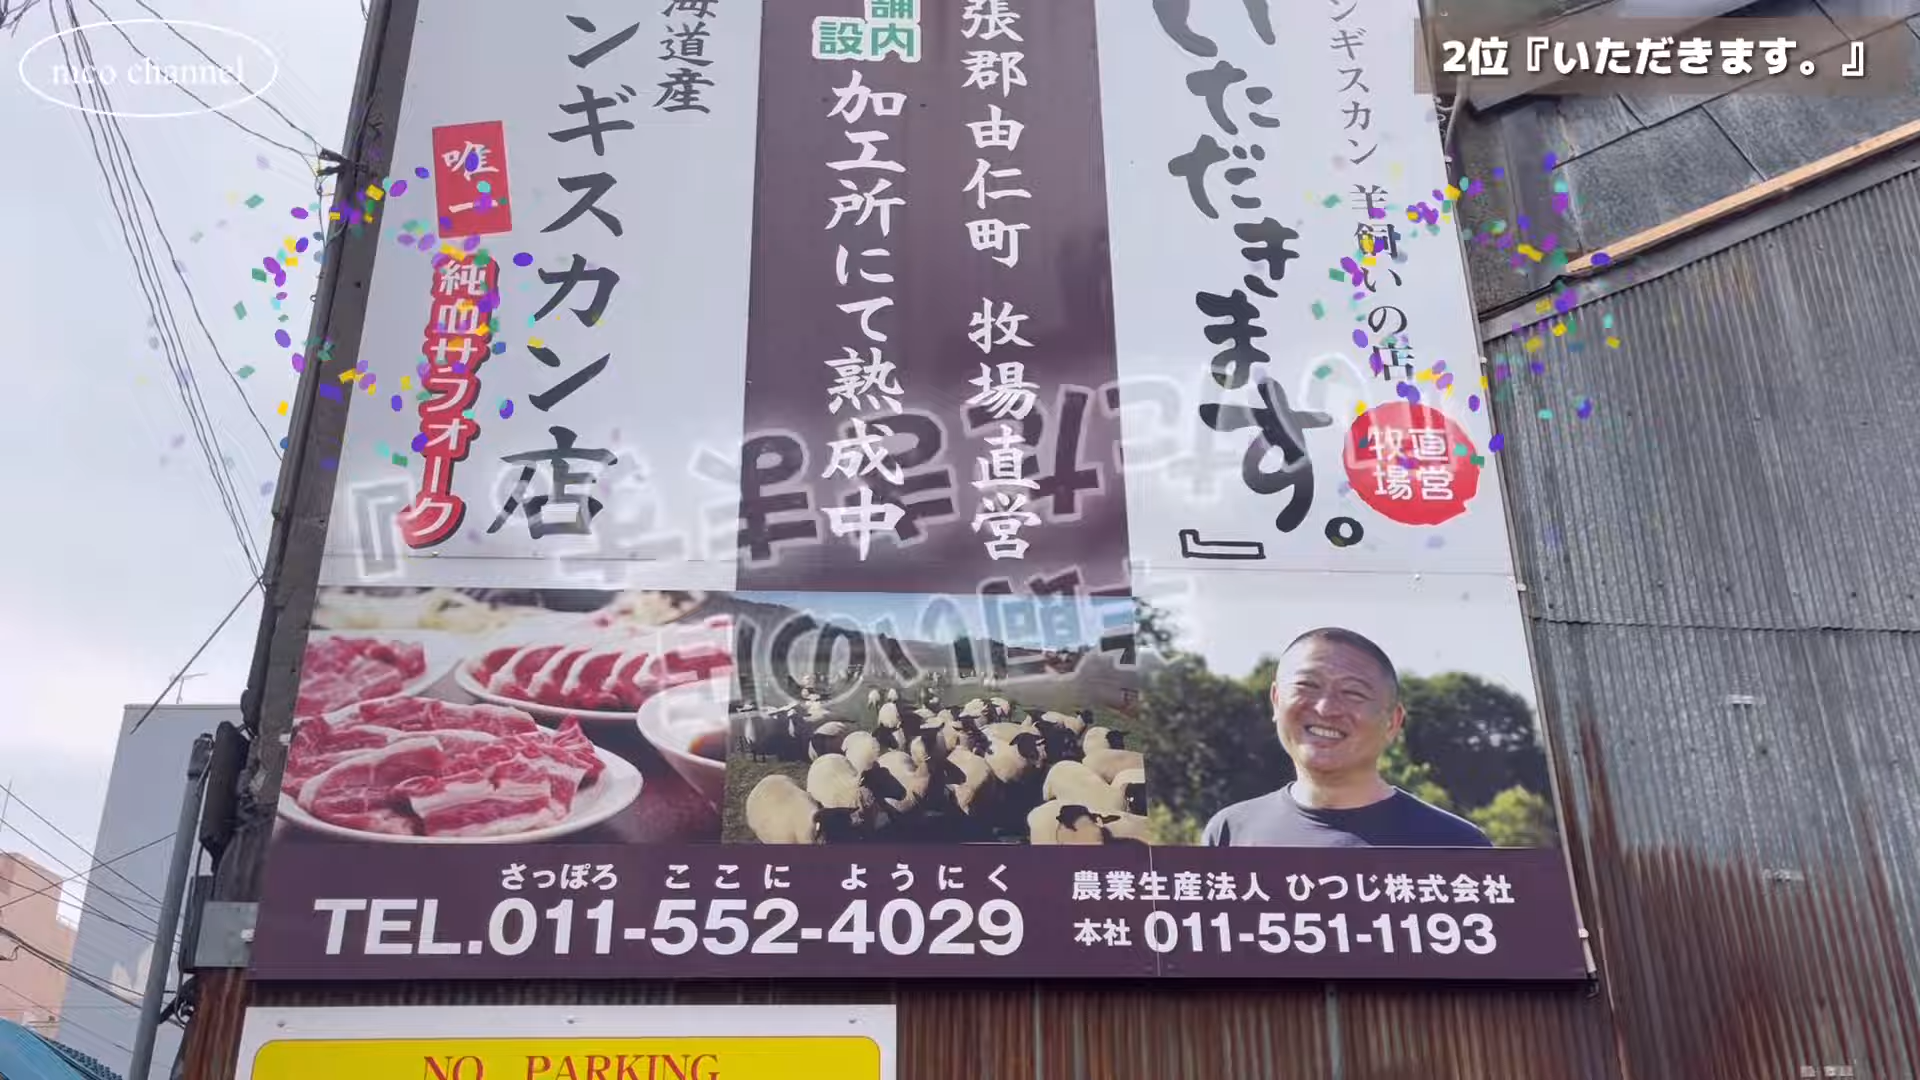 mco channel
2位『いただきます。』
ンギスカン 羊飼いの店
いただきます。』
直営
牧場
張郡由仁町 牧場直営
舗内
設
加工所にて熟成中
海道産
ンギスカン店
唯一
純血サフォーク
さっぽろ ここに ようにく
TEL.011-552-4029
農業生産法人 ひつじ株式会社
本社 011-551-1193
NO PARKING